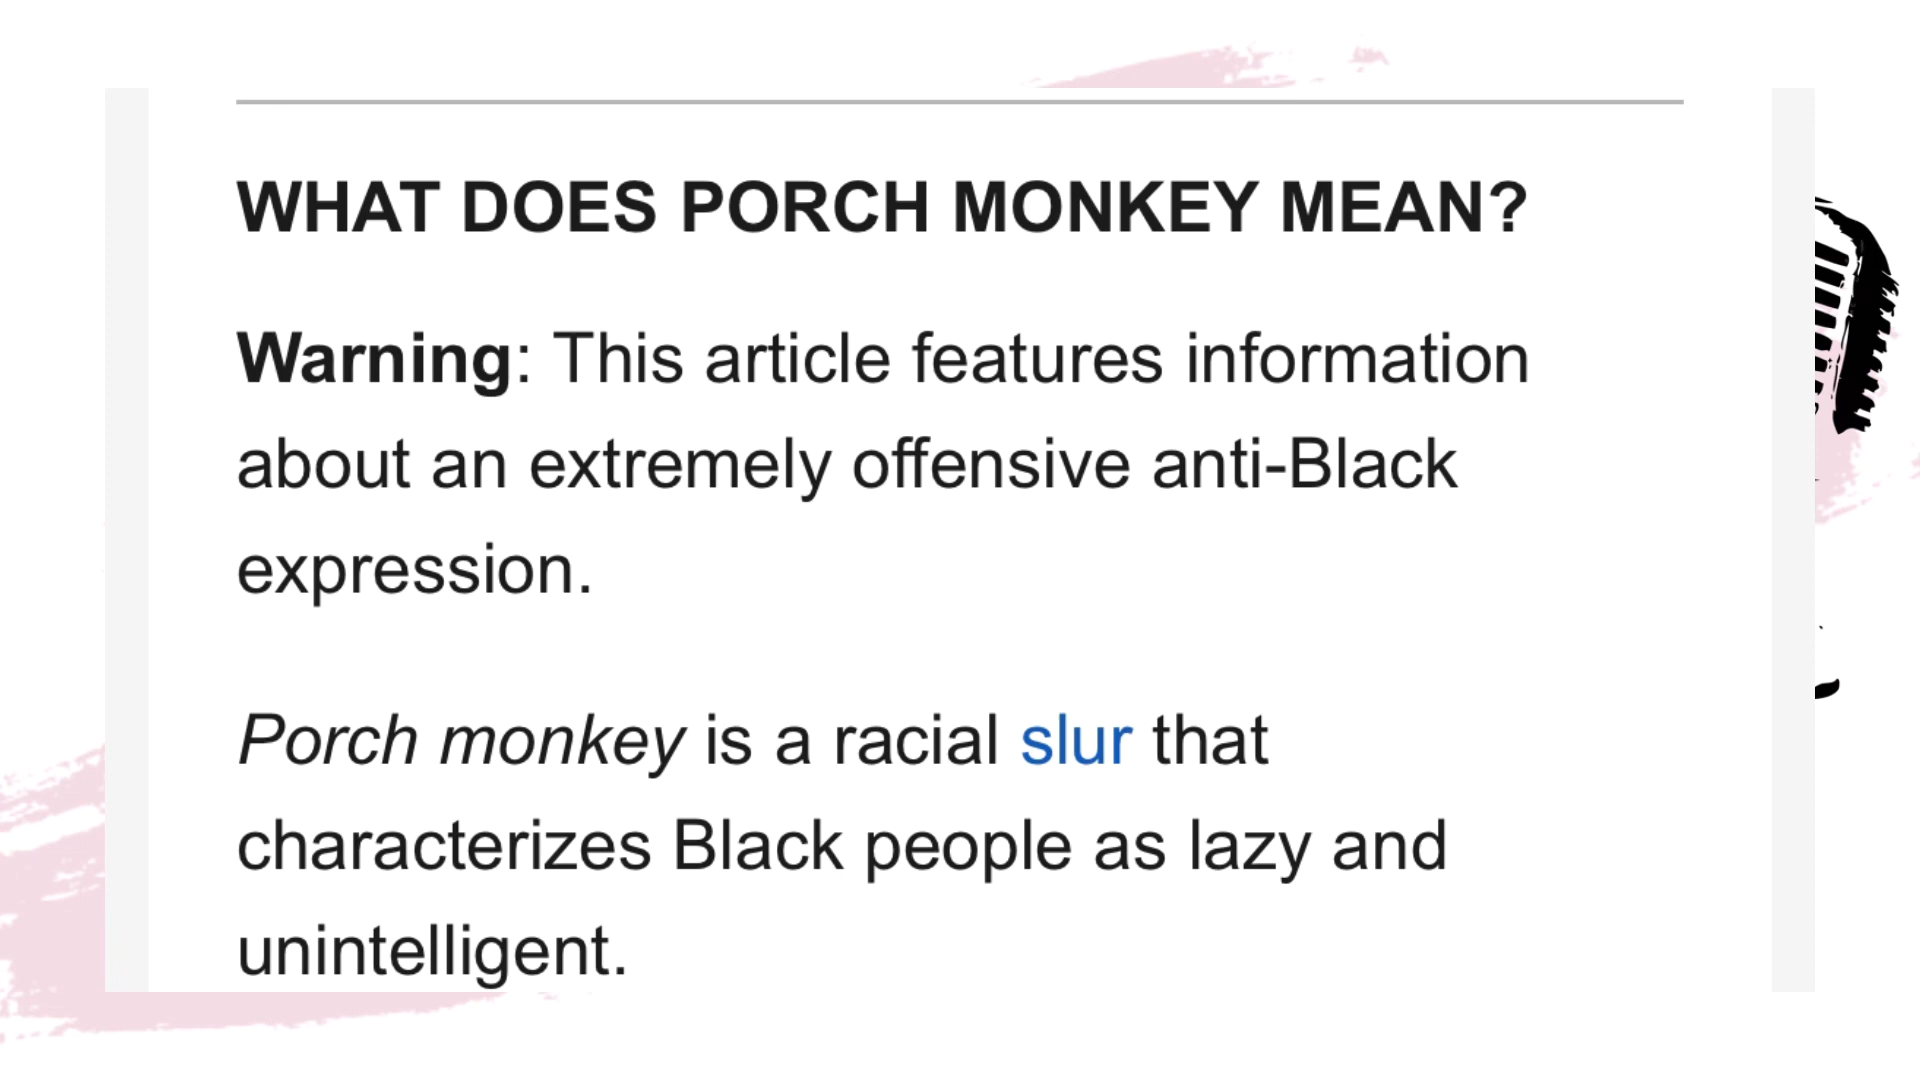 WHAT DOES PORCH MONKEY MEAN?
Warning: This article features information
about an extremely offensive anti-Black
expression.
Porch monkey is a racial slur that
characterizes Black people as lazy and
unintelligent.